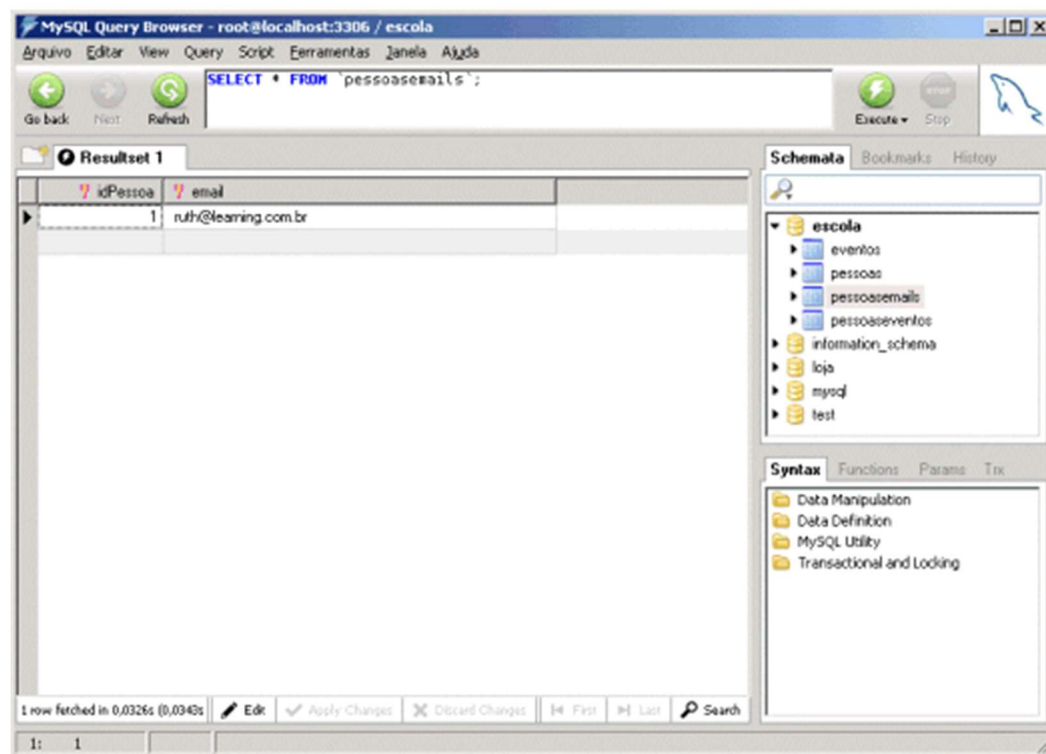 MySQL Query Browser - root@localhost:3306 / escola
Arquivo Editar View Query Script Ferramentas Janela Ajuda
SELECT * FROM `pessoasemails`;
Go back Next Refresh Execute Stop
Resultset 1
Schemata Bookmarks History
idPessoa email
1 ruth@learning.com.br
escola
eventos
pessoas
pessoasemails
pessoaseventos
information_schema
loja
mysql
test
Syntax Functions Params Trx
Data Manipulation
Data Definition
MySQL Utility
Transactional and Locking
1 row fetched in 0,0326s (0,0343s Edit Apply Changes Discard Changes First Last Search
1: 1